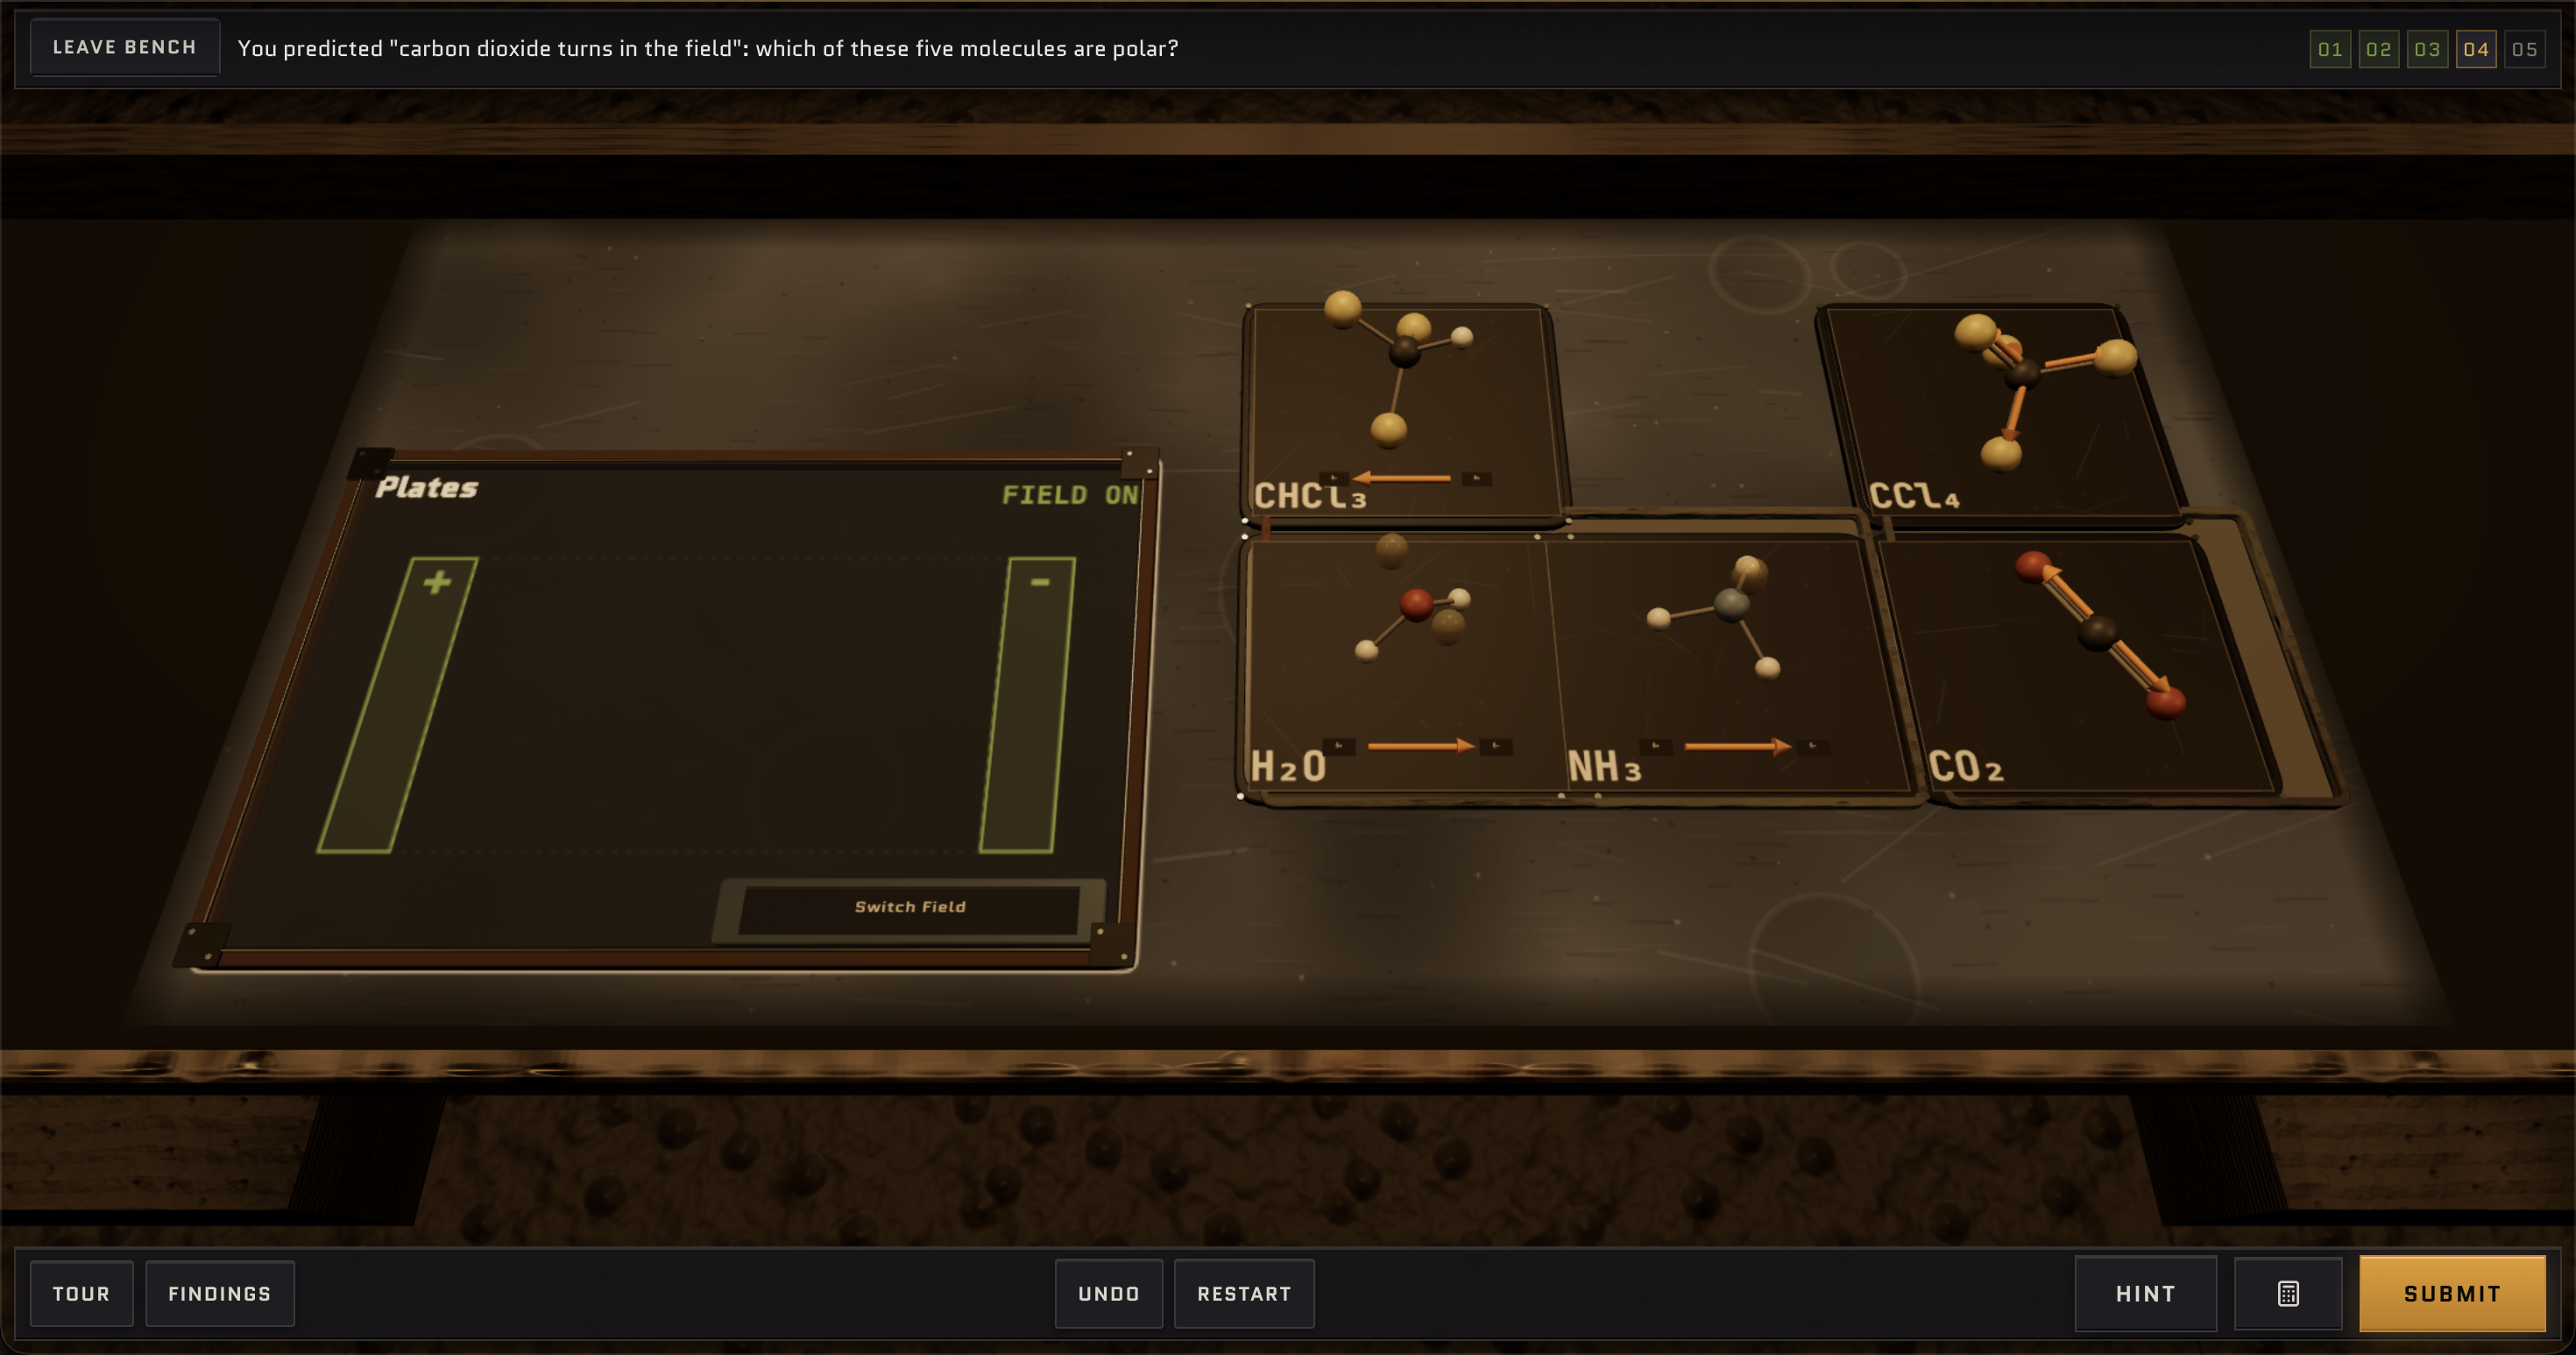 LEAVE BENCH
You predicted "carbon dioxide turns in the field": which of these five molecules are polar?
01 02 03 04 05
Plates
FIELD ON
+
-
Switch Field
CHCl₃
CCl₄
H₂O
NH₃
CO₂
TOUR
FINDINGS
UNDO
RESTART
HINT
SUBMIT